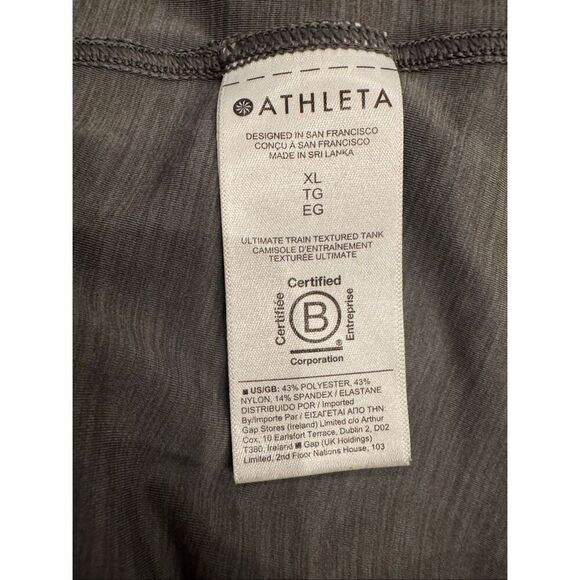 ATHLETA
DESIGNED IN SAN FRANCISCO
CONÇU À SAN FRANCISCO
MADE IN SRI LANKA
XL
TG
EG
ULTIMATE TRAIN TEXTURED TANK
CAMISOLE D'ENTRAÎNEMENT
TEXTURÉE ULTIMATE
Certified
Certifiée
B
Entreprise
®
Corporation
US/GB: 43% POLYESTER, 43%
NYLON, 14% SPANDEX / ELASTANE
DISTRIBUIDO POR / Imported
By/Importe Par / ΕΙΣΑΓΕΤΑΙ ΑΠΟ ΤΗΝ
Gap Stores (Ireland) Limited c/o Arthur
Cox, 10 Earlsfort Terrace, Dublin 2, D02
T380, Ireland Gap (UK Holdings)
Limited, 2nd Floor Nations House, 103